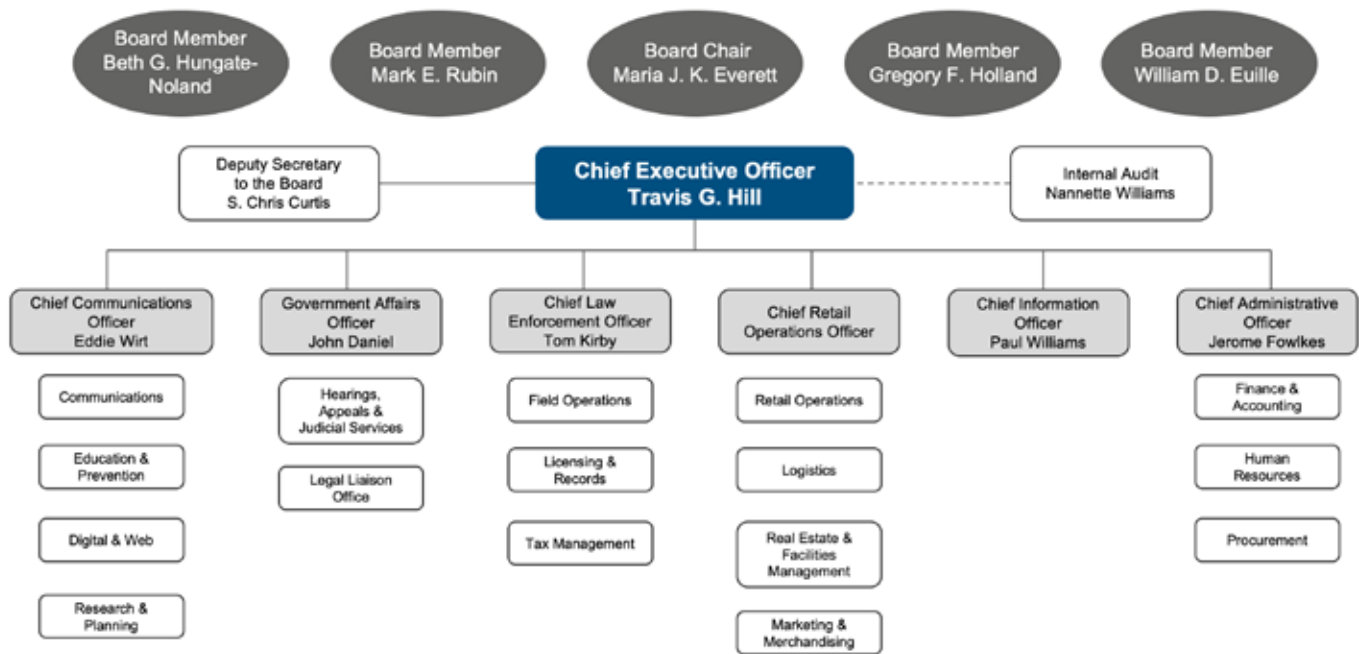 Board Member
Beth G. Hungate-
Noland
Board Member
Mark E. Rubin
Board Chair
Maria J. K. Everett
Board Member
Gregory F. Holland
Board Member
William D. Euille
Deputy Secretary
to the Board
S. Chris Curtis
Chief Executive Officer
Travis G. Hill
Internal Audit
Nannette Williams
Chief Communications
Officer
Eddie Wirt
Government Affairs
Officer
John Daniel
Chief Law
Enforcement Officer
Tom Kirby
Chief Retail
Operations Officer
Chief Information
Officer
Paul Williams
Chief Administrative
Officer
Jerome Fowlkes
Communications
Education &
Prevention
Digital & Web
Research &
Planning
Hearings,
Appeals &
Judicial Services
Legal Liaison
Office
Field Operations
Licensing &
Records
Tax Management
Retail Operations
Logistics
Real Estate &
Facilities
Management
Marketing &
Merchandising
Finance &
Accounting
Human
Resources
Procurement